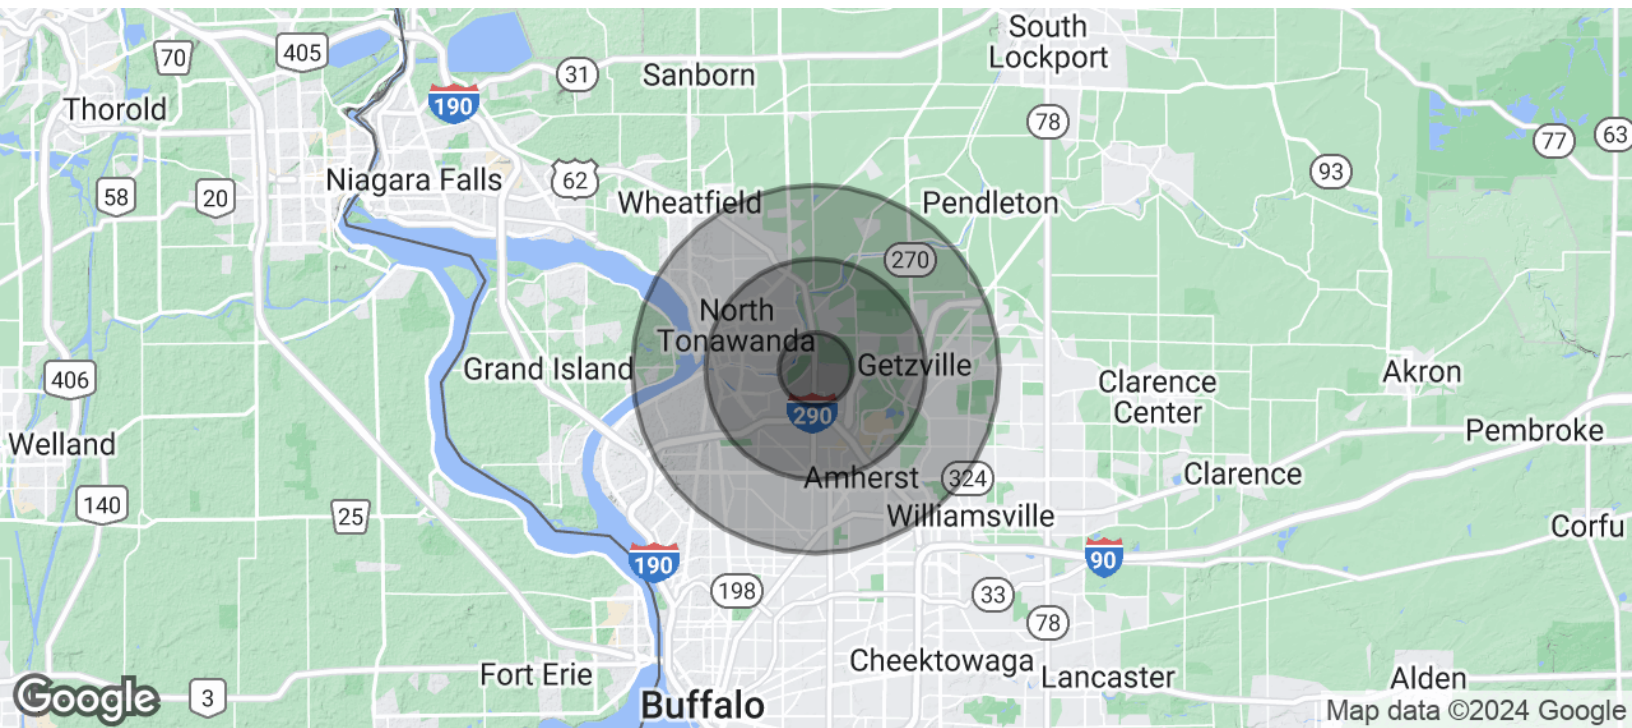 South
Lockport
405
70
31
Sanborn
190
Thorold
78
77
63
93
Niagara Falls
62
58
20
Wheatfield
Pendleton
270
North
Tonawanda
Getzville
Grand Island
406
Clarence
Center
Akron
290
Pembroke
Welland
Amherst
324
Clarence
140
25
Williamsville
Corfu
190
90
198
33
78
Cheektowaga
Lancaster
Fort Erie
Alden
Google
3
Buffalo
Map data ©2024 Google